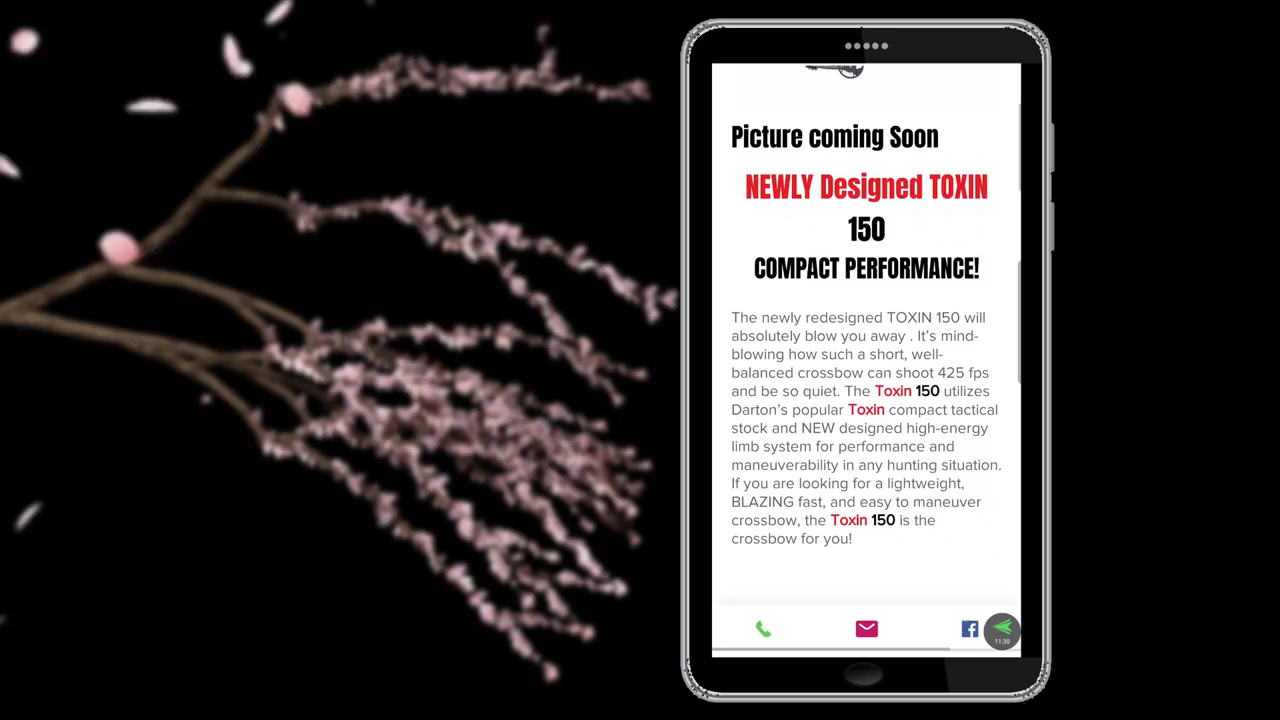 Picture coming Soon
NEWLY Designed TOXIN
150
COMPACT PERFORMANCE!
The newly redesigned TOXIN 150 will
absolutely blow you away . It's mind-
blowing how such a short, well-
balanced crossbow can shoot 425 fps
and be so quiet. The Toxin 150 utilizes
Darton's popular Toxin compact tactical
stock and NEW designed high-energy
limb system for performance and
maneuverability in any hunting situation.
If you are looking for a lightweight,
BLAZING fast, and easy to maneuver
crossbow, the Toxin 150 is the
crossbow for you!
11:30